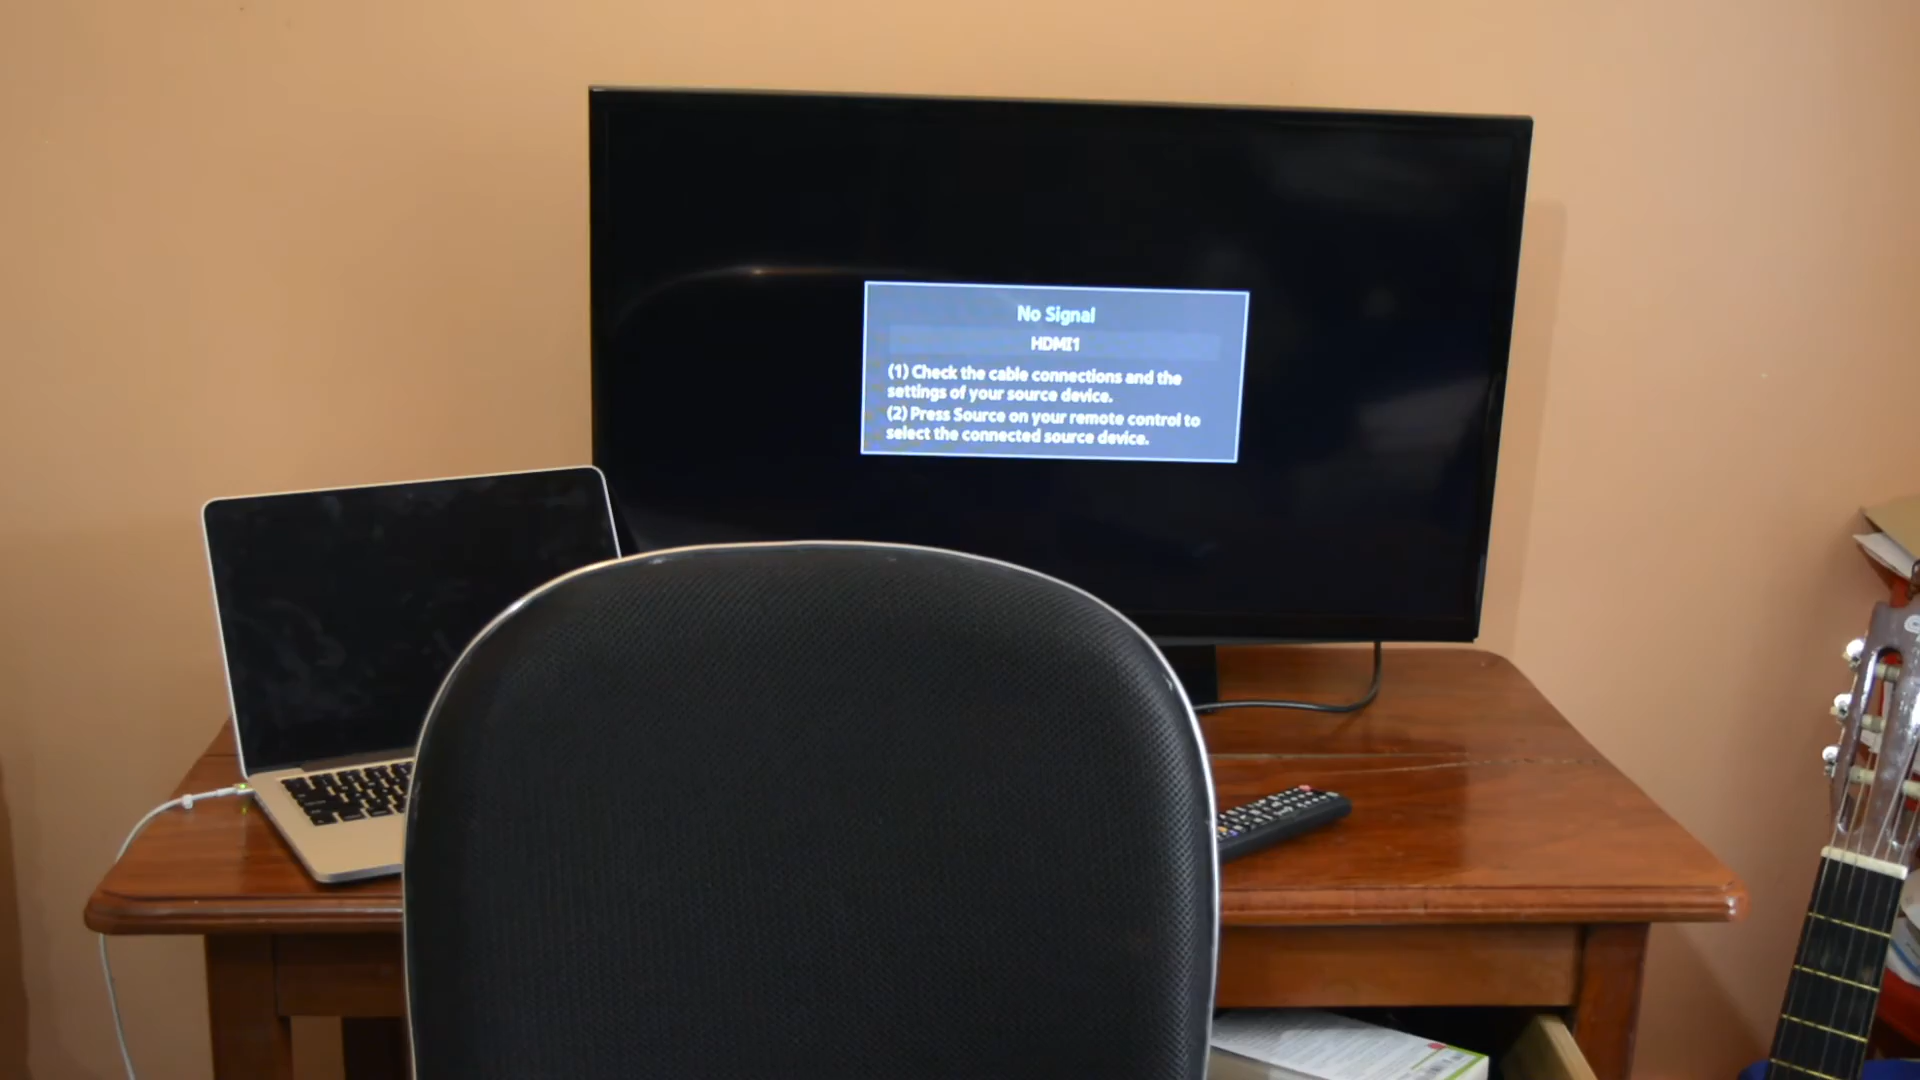 No Signal
HDMI1
(1) Check the cable connections and the
settings of your source device.
(2) Press Source on your remote control to
select the connected source device.